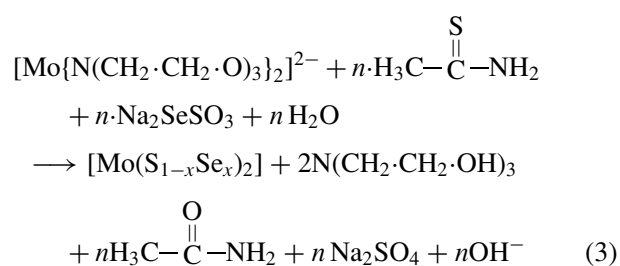 S
[Mo{N(CH₂·CH₂·O)₃}₂]²⁻ + n·H₃C–C–NH₂
+ n·Na₂SeSO₃ + n H₂O
⟶ [Mo(S₁₋ₓSeₓ)₂] + 2N(CH₂·CH₂·OH)₃
O
+ nH₃C–C–NH₂ + n Na₂SO₄ + nOH⁻ (3)